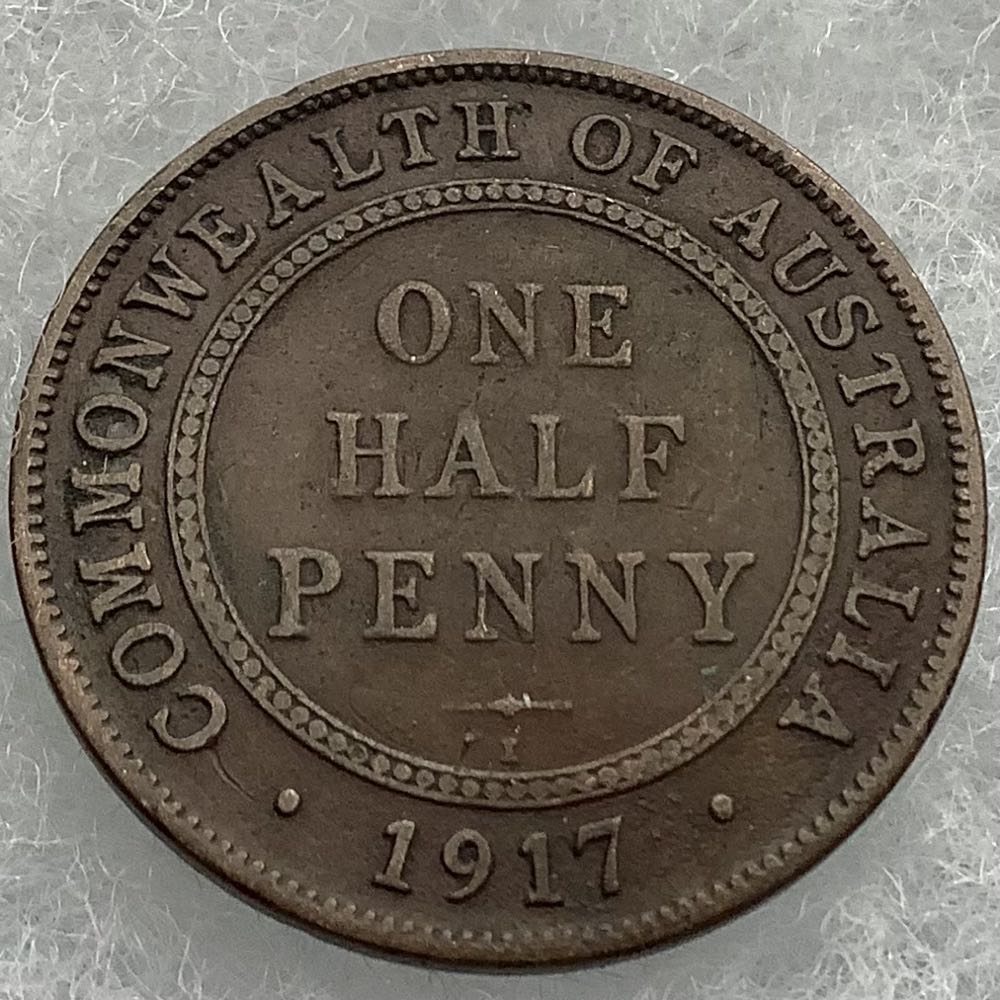 COMMONWEALTH OF AUSTRALIA
ONE
HALF
PENNY
I
· 1917 ·